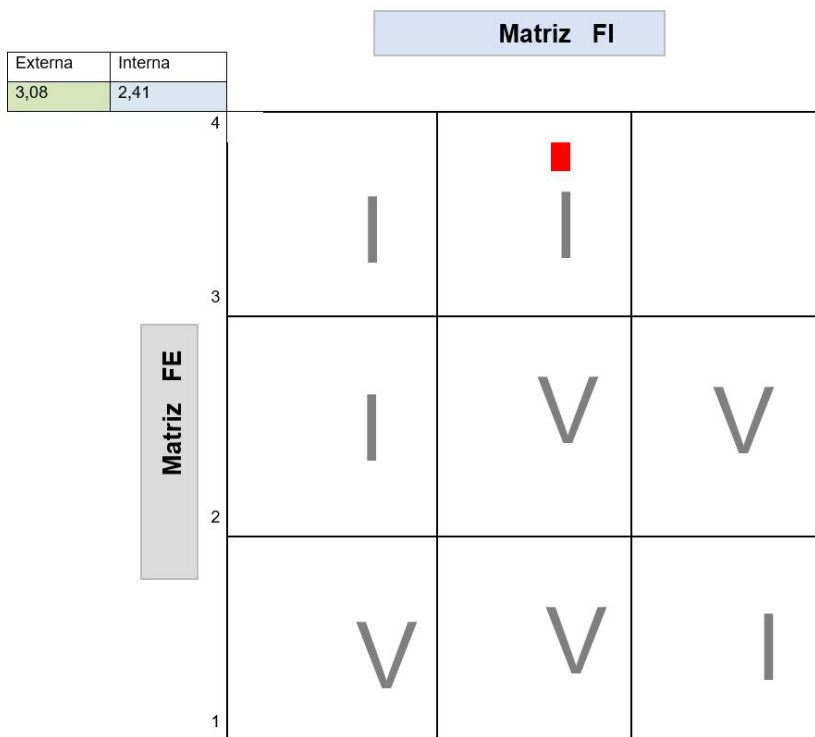 Matriz FI
Externa Interna
3,08 2,41
4
I I
3
Matriz FE
I V V
2
V V I
1